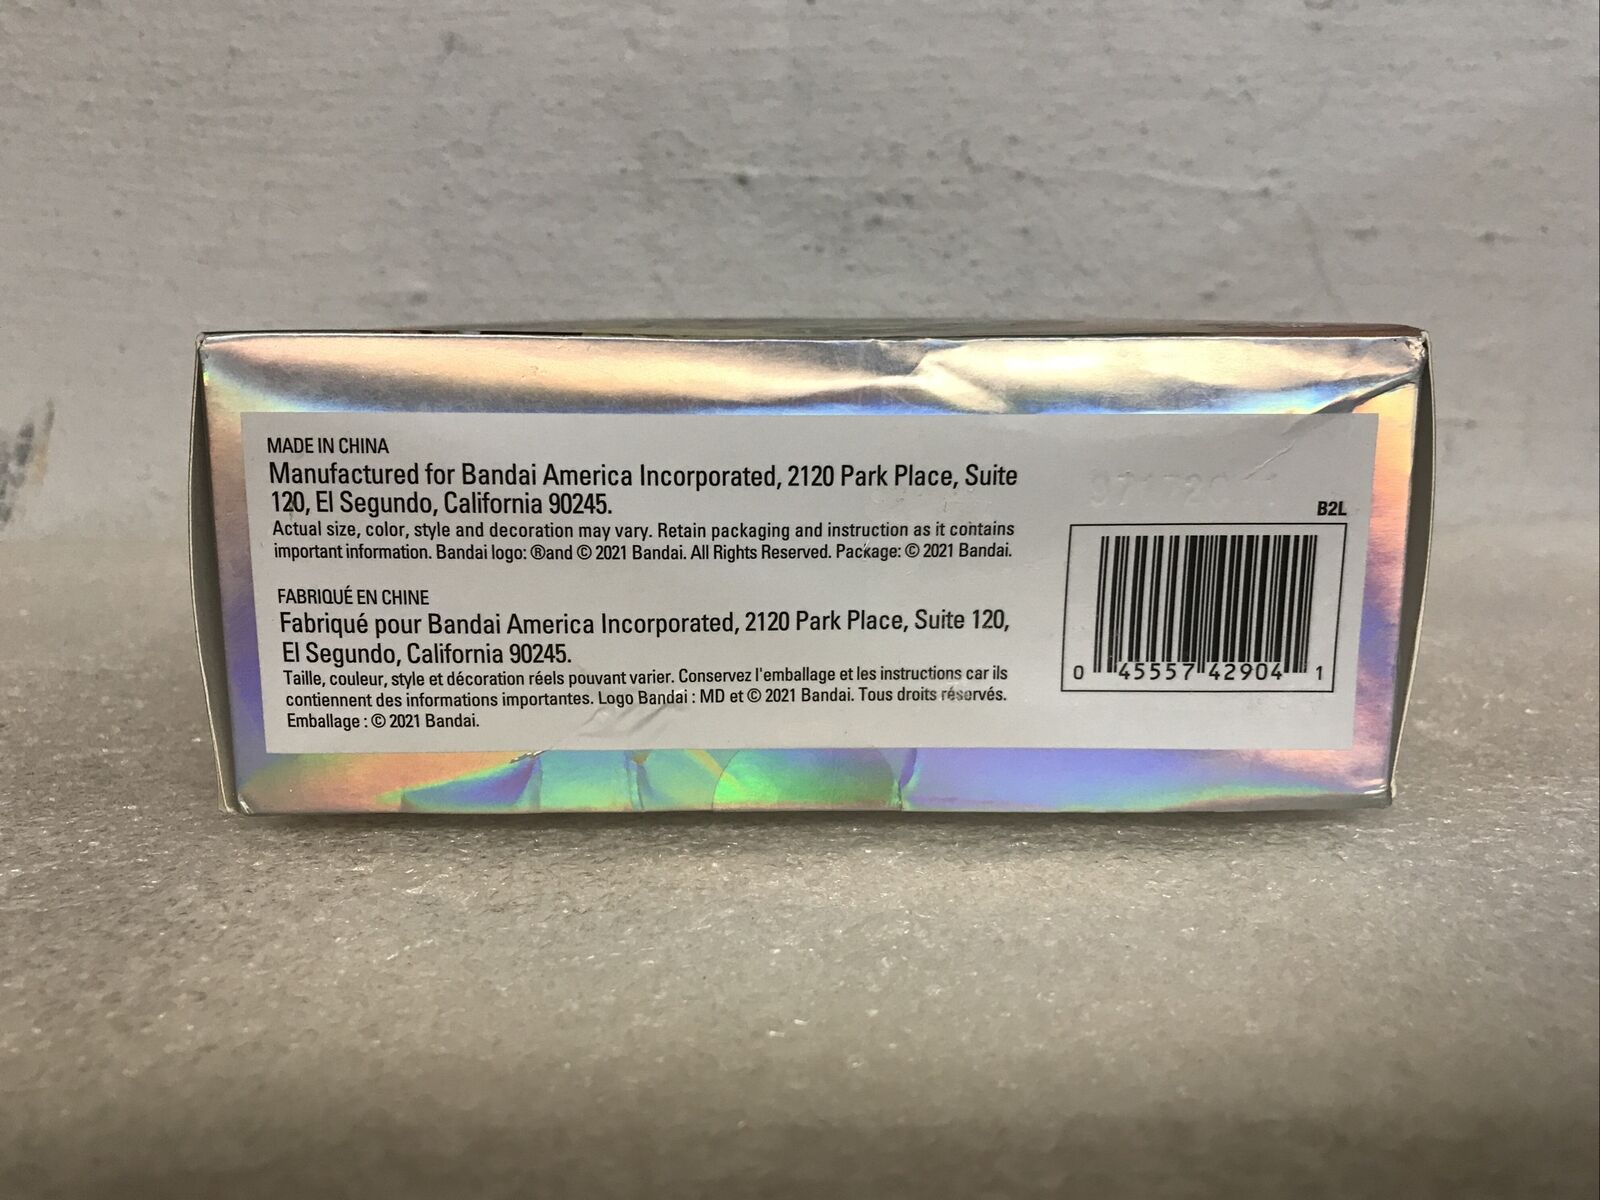 MADE IN CHINA
Manufactured for Bandai America Incorporated, 2120 Park Place, Suite
120, El Segundo, California 90245.
Actual size, color, style and decoration may vary. Retain packaging and instruction as it contains
important information. Bandai logo: ®and © 2021 Bandai. All Rights Reserved. Package: © 2021 Bandai.
FABRIQUÉ EN CHINE
Fabriqué pour Bandai America Incorporated, 2120 Park Place, Suite 120,
El Segundo, California 90245.
Taille, couleur, style et décoration réels pouvant varier. Conservez l'emballage et les instructions car ils
contiennent des informations importantes. Logo Bandai : MD et © 2021 Bandai. Tous droits réservés.
Emballage : © 2021 Bandai.
B2L
0 45557 42904 1